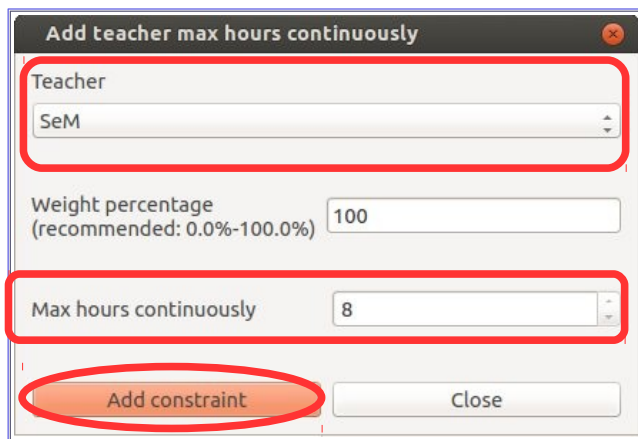 Add teacher max hours continuously
Teacher
SeM
Weight percentage
(recommended: 0.0%-100.0%)
100
Max hours continuously
8
Add constraint
Close